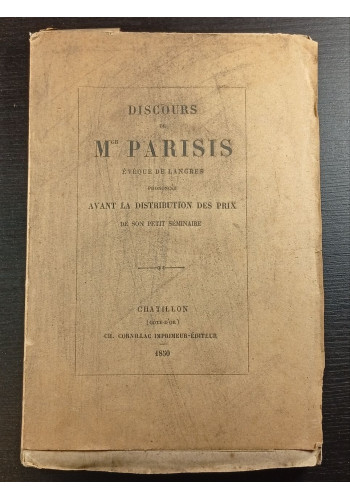 DISCOURS
DE
MGR PARISIS
ÉVÊQUE DE LANGRES
PRONONCÉ
AVANT LA DISTRIBUTION DES PRIX
DE SON PETIT SÉMINAIRE
CHATILLON
(CÔTE-D'OR)
CH. CORNILLAC IMPRIMEUR-ÉDITEUR
1850